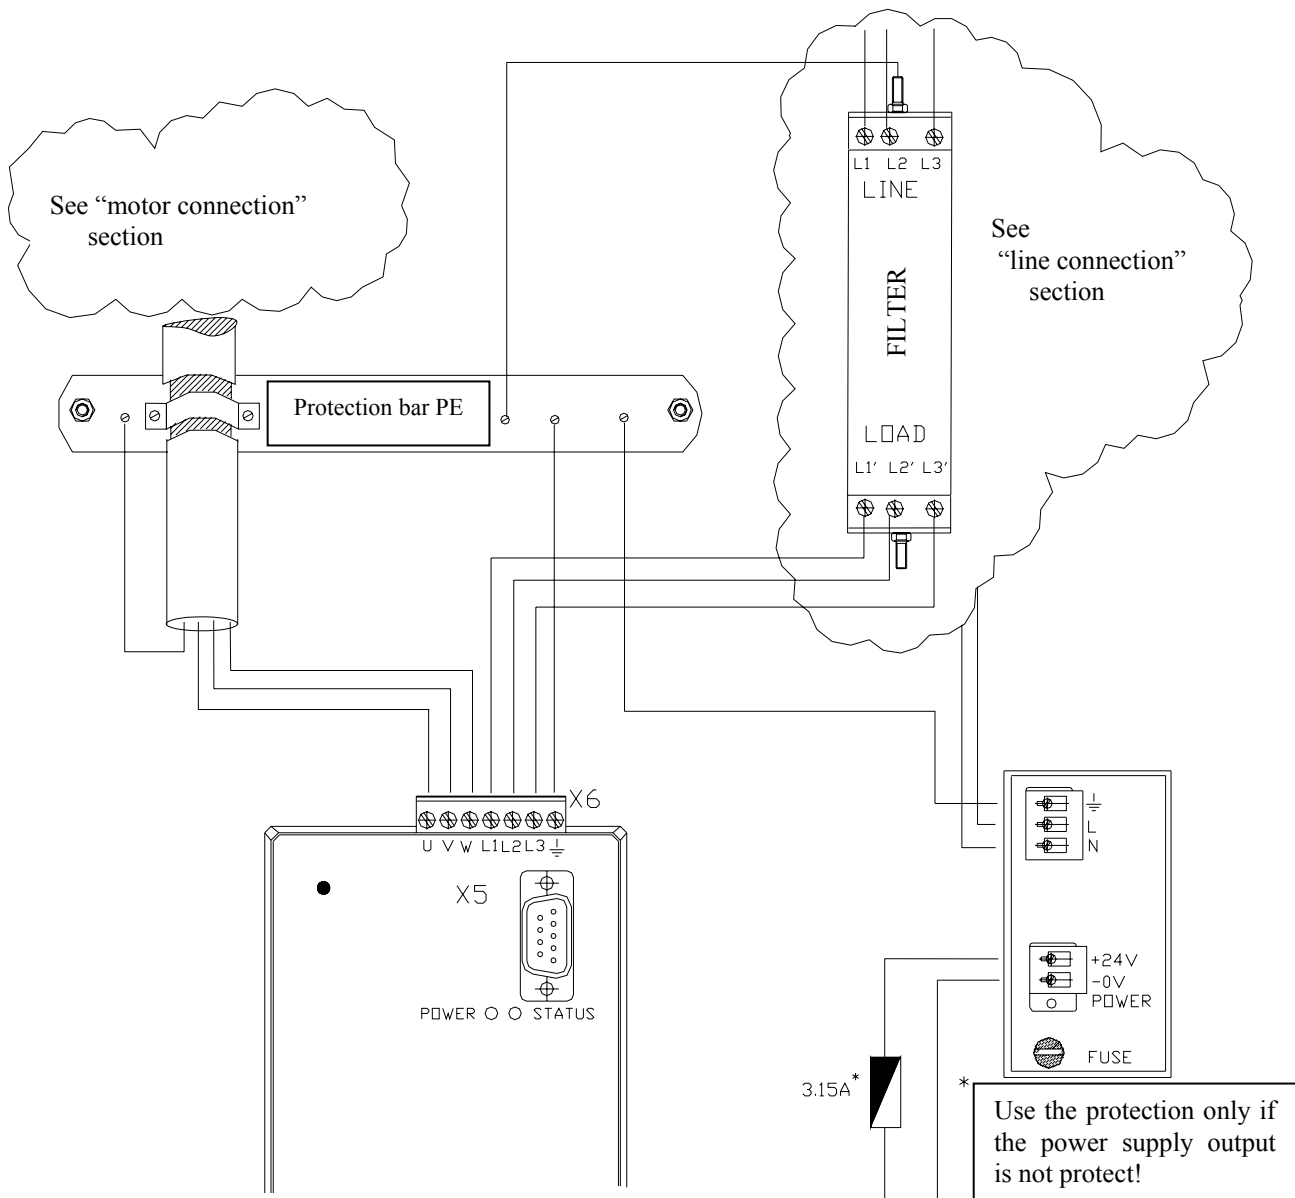 L1 L2 L3
LINE
See “motor connection”
section
See
“line connection”
section
FILTER
Protection bar PE
LOAD
L1' L2' L3'
X6
U V W L1 L2 L3
L
N
X5
+24V
-0V
POWER
POWER STATUS
FUSE
3.15A*
*
Use the protection only if
the power supply output
is not protect!